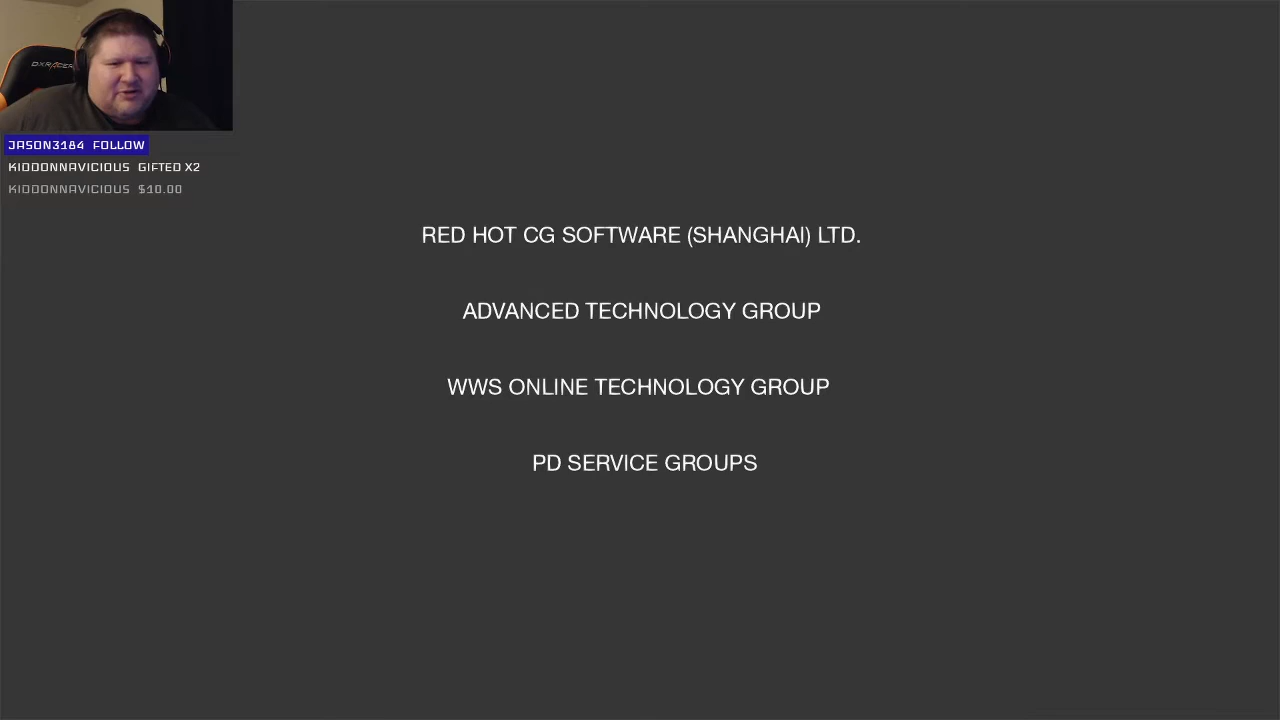 DXRACER
JASON3184 FOLLOW
KIDDONNAVICIOUS GIFTED X2
KIDDONNAVICIOUS $10.00
RED HOT CG SOFTWARE (SHANGHAI) LTD.
ADVANCED TECHNOLOGY GROUP
WWS ONLINE TECHNOLOGY GROUP
PD SERVICE GROUPS